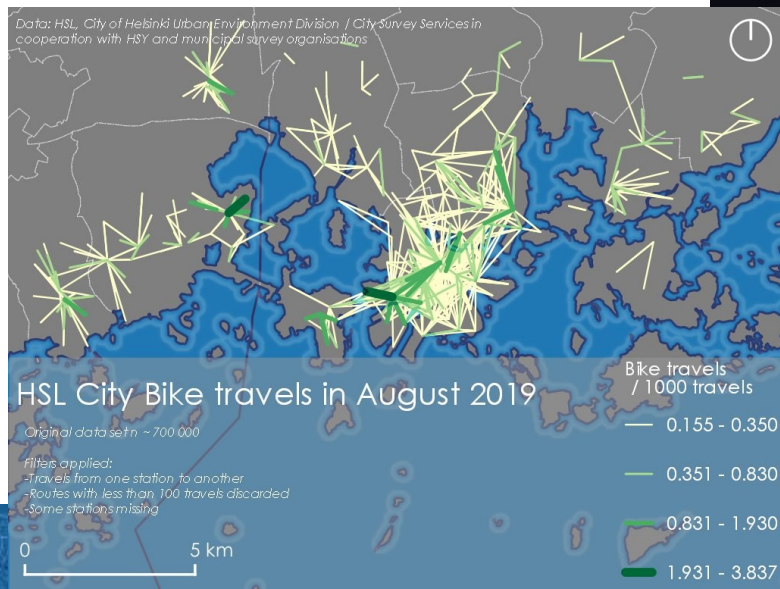 Data: HSL, City of Helsinki Urban Environment Division / City Survey Services in
cooperation with HSY and municipal survey organisations
HSL City Bike travels in August 2019
Original data set n ~700 000
Filters applied:
-Travels from one station to another
-Routes with less than 100 travels discarded
-Some stations missing
0 5 km
Bike travels
/ 1000 travels
0.155 - 0.350
0.351 - 0.830
0.831 - 1.930
1.931 - 3.837